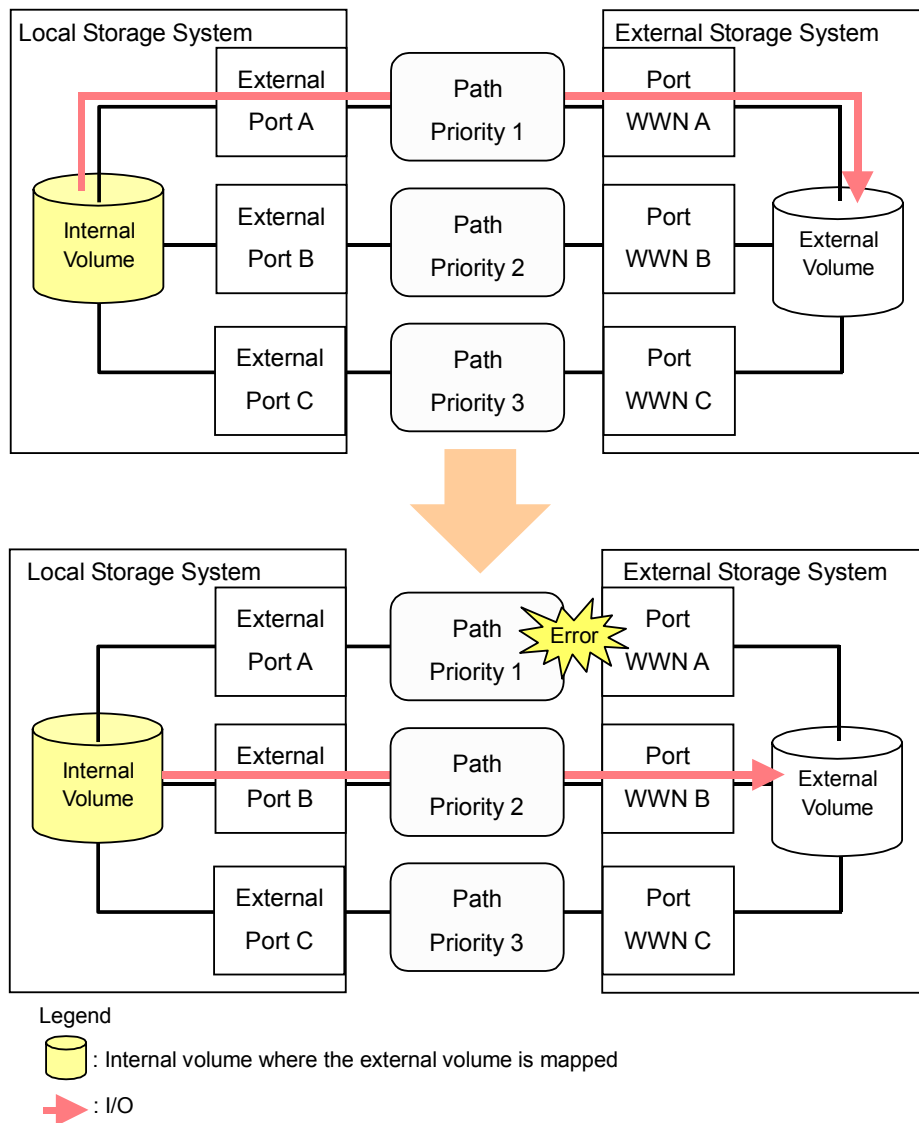 Local Storage System
External Storage System
External
Port A
Path
Priority 1
Port
WWN A
Internal
Volume
External
Port B
Path
Priority 2
Port
WWN B
External
Volume
External
Port C
Path
Priority 3
Port
WWN C
Local Storage System
External Storage System
External
Port A
Path
Priority 1
Error
Port
WWN A
Internal
Volume
External
Port B
Path
Priority 2
Port
WWN B
External
Volume
External
Port C
Path
Priority 3
Port
WWN C
Legend
: Internal volume where the external volume is mapped
: I/O